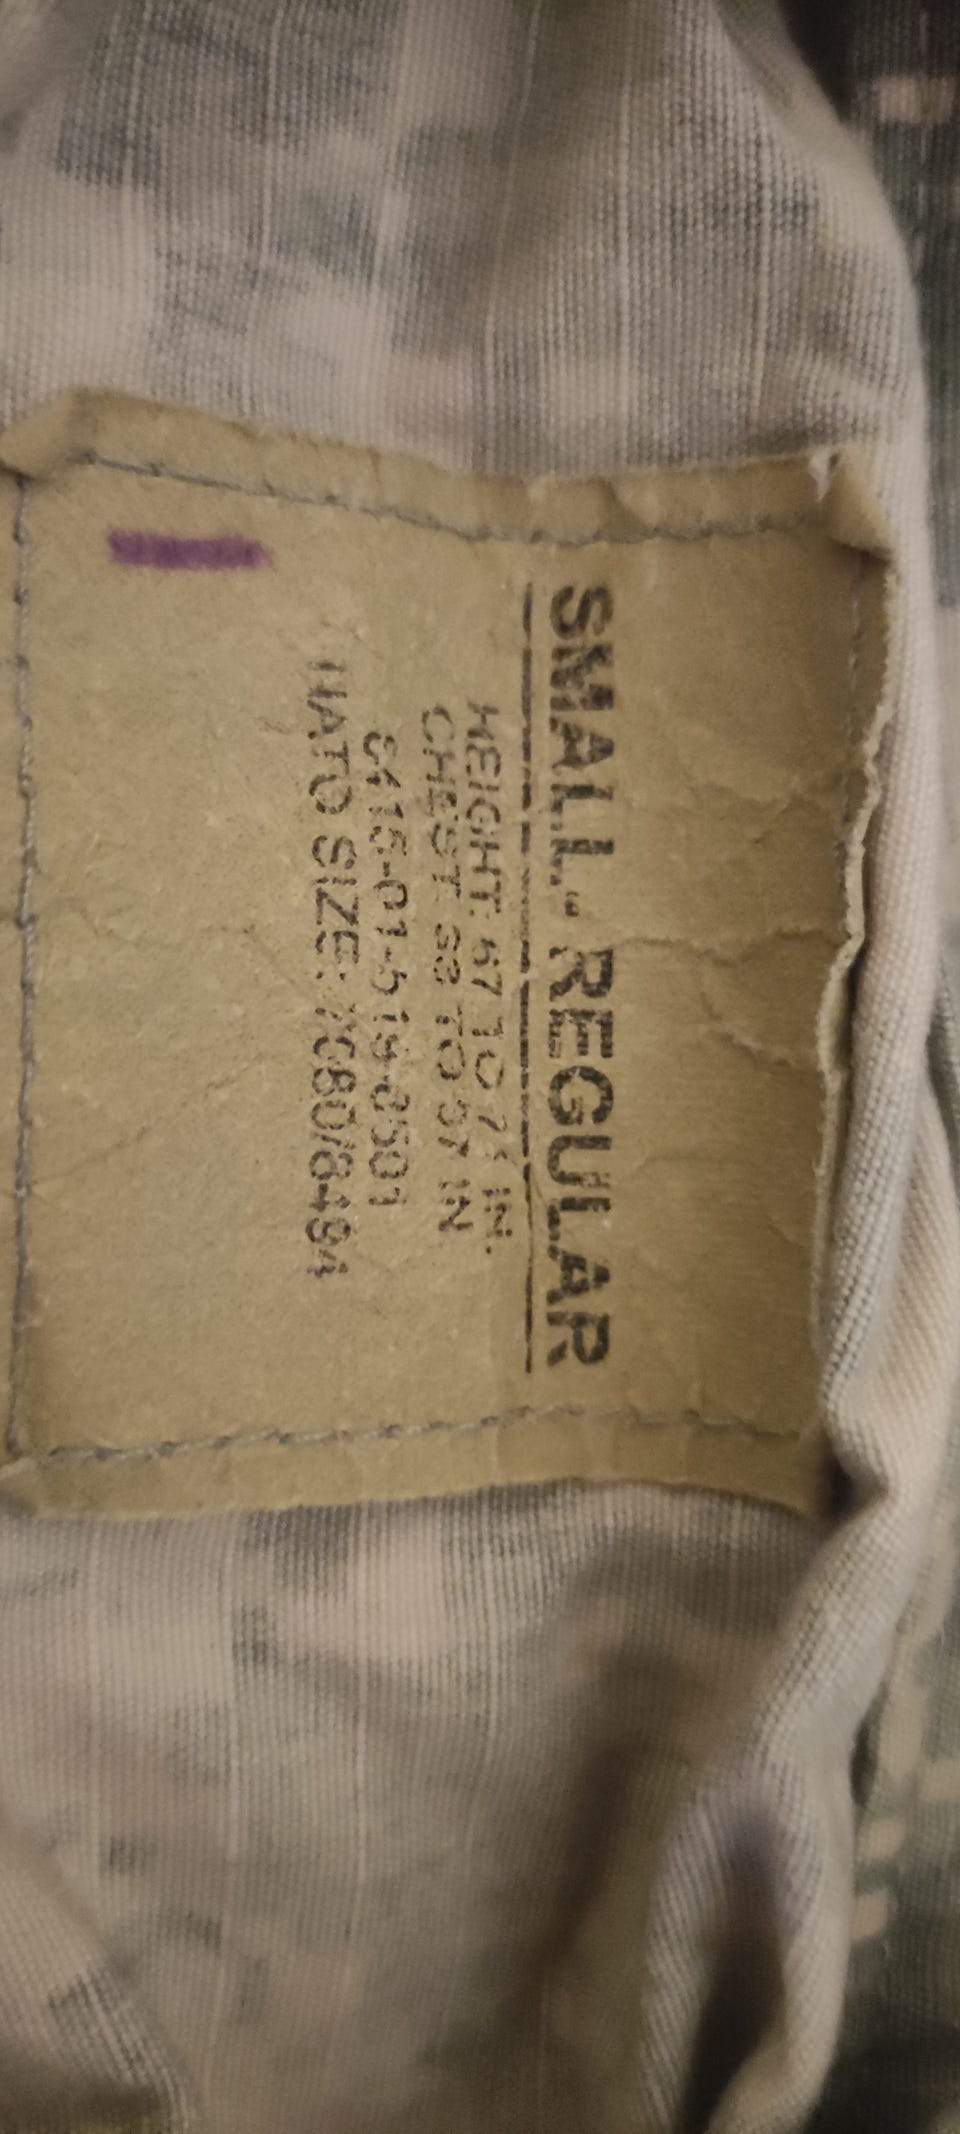 SMALL - REGULAR
HEIGHT: 67 TO 71 IN.
CHEST: 33 TO 37 IN
8415-01-519-8501
NATO SIZE: 7080/8494